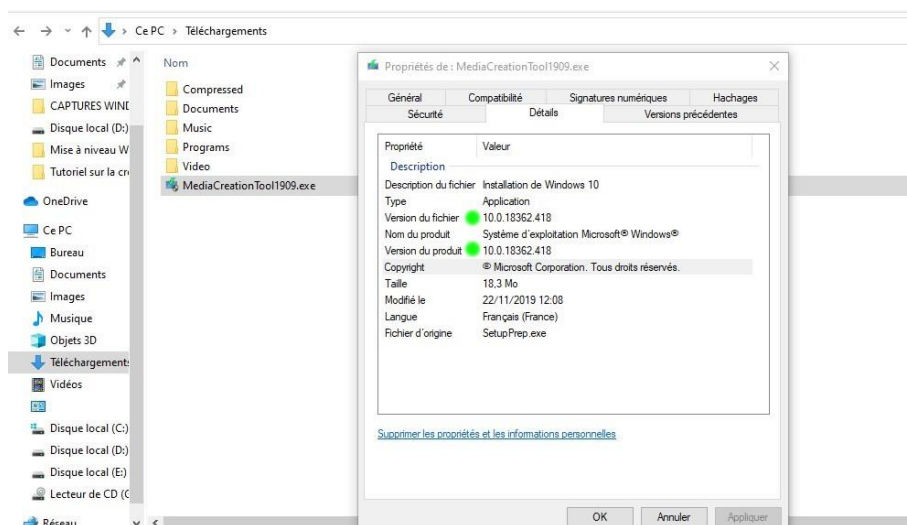 Ce PC > Téléchargements
Documents
Images
CAPTURES WIND
Disque local (D:)
Mise à niveau W
Tutoriel sur la cré
OneDrive
Ce PC
Bureau
Documents
Images
Musique
Objets 3D
Téléchargements
Vidéos
Disque local (C:)
Disque local (D:)
Disque local (E:)
Lecteur de CD (G
Réseau
Nom
Compressed
Documents
Music
Programs
Video
MediaCreationTool1909.exe
Propriétés de : MediaCreationTool1909.exe
Général Compatibilité Signatures numériques Hachages
Sécurité Détails Versions précédentes
Propriété Valeur
Description
Description du fichier Installation de Windows 10
Type Application
Version du fichier 10.0.18362.418
Nom du produit Système d'exploitation Microsoft® Windows®
Version du produit 10.0.18362.418
Copyright © Microsoft Corporation. Tous droits réservés.
Taille 18,3 Mo
Modifié le 22/11/2019 12:08
Langue Français (France)
Fichier d'origine SetupPrep.exe
Supprimer les propriétés et les informations personnelles
OK Annuler Appliquer